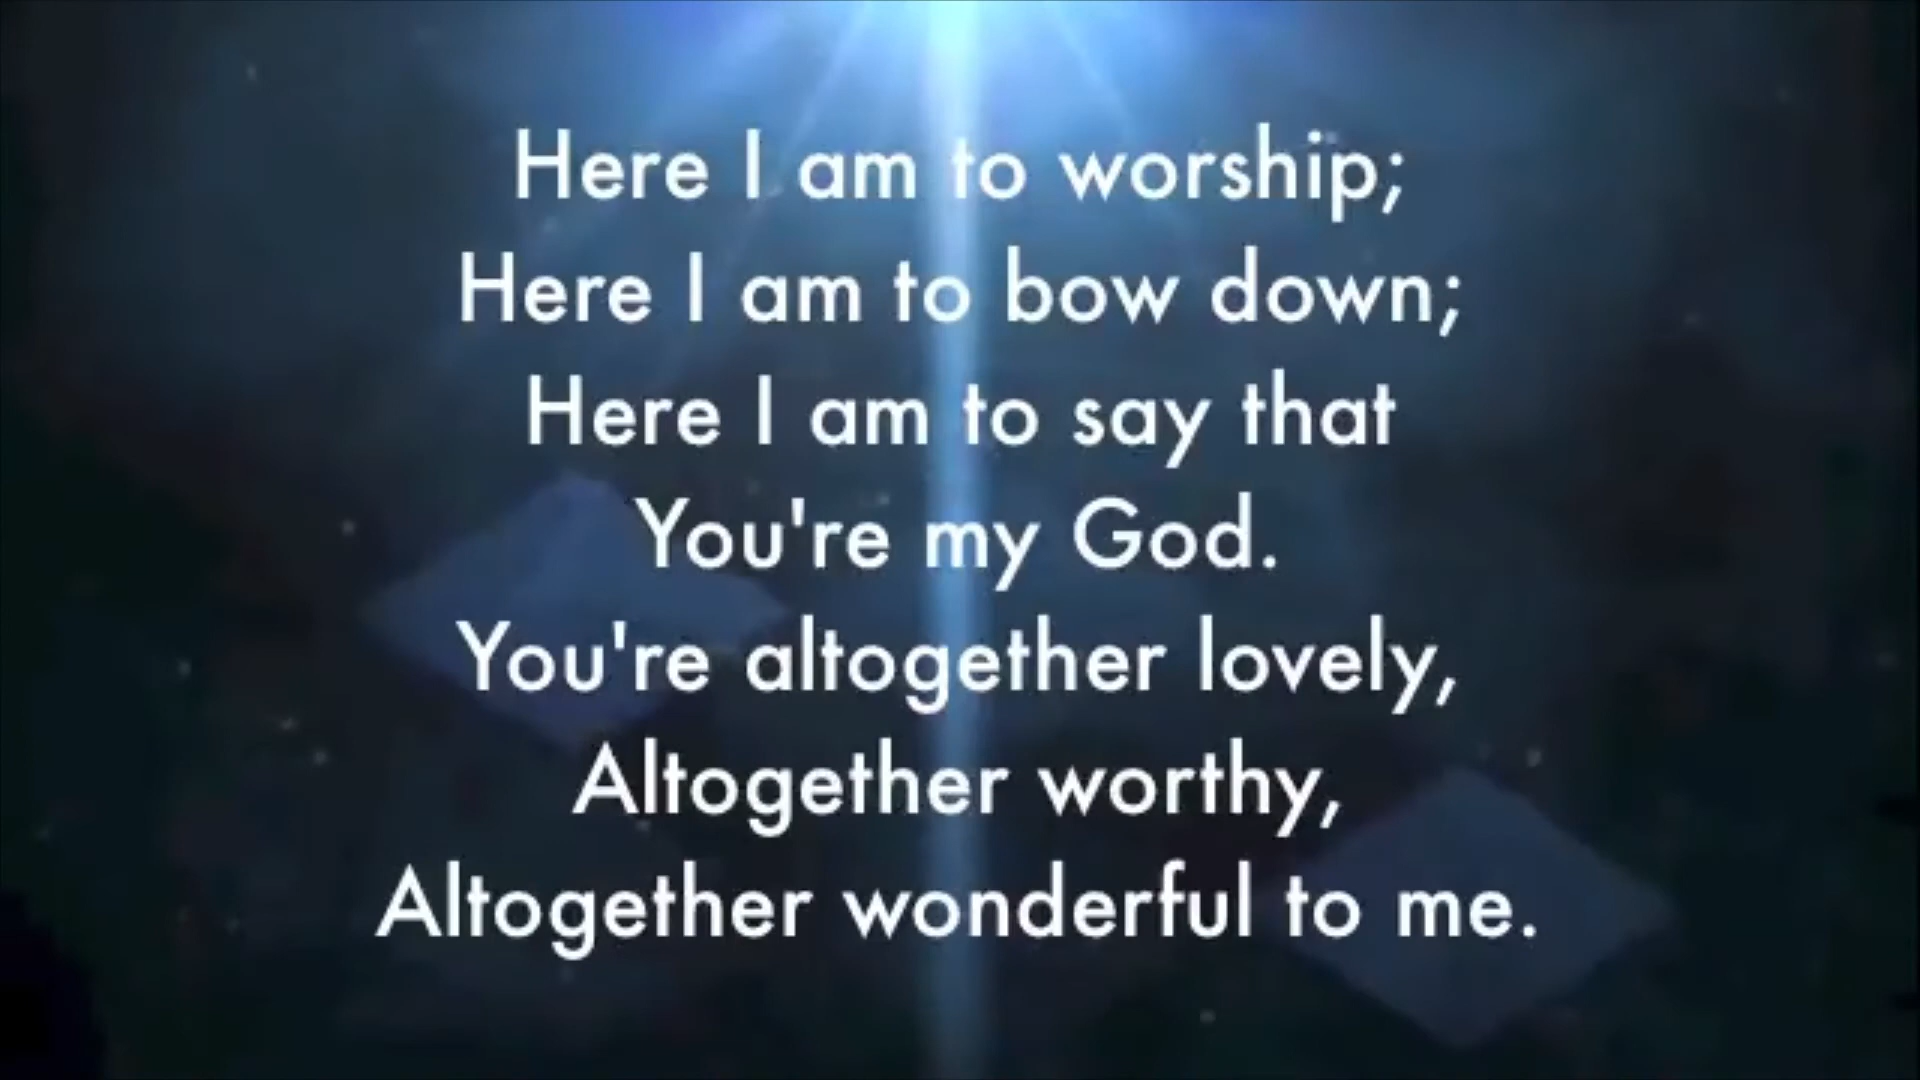 Here I am to worship;
Here I am to bow down;
Here I am to say that
You're my God.
You're altogether lovely,
Altogether worthy,
Altogether wonderful to me.